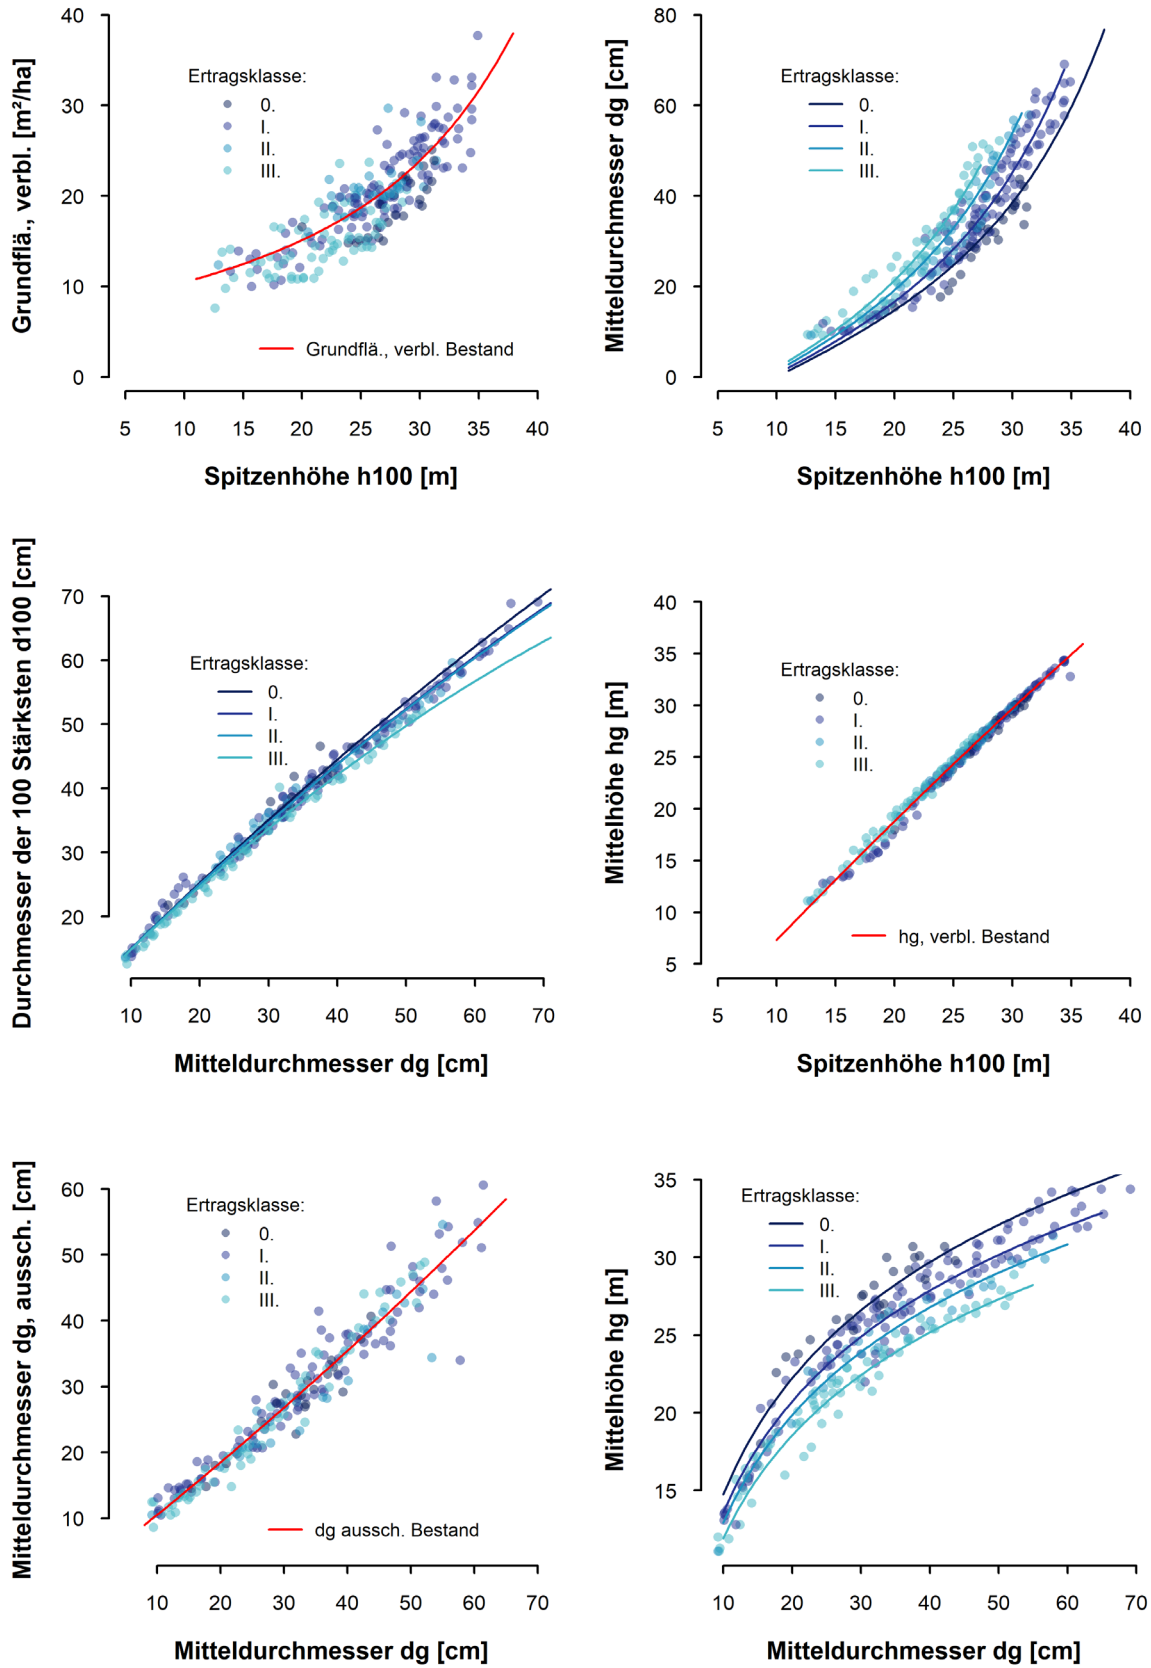 Grundflä., verbl. [m²/ha]
40
30
20
10
0
Ertragsklasse:
0.
I.
II.
III.
Grundflä., verbl. Bestand
5 10 15 20 25 30 35 40
Spitzenhöhe h100 [m]
Mitteldurchmesser dg [cm]
80
60
40
20
0
Ertragsklasse:
0.
I.
II.
III.
5 10 15 20 25 30 35 40
Spitzenhöhe h100 [m]
Durchmesser der 100 Stärksten d100 [cm]
70
60
50
40
30
20
Ertragsklasse:
0.
I.
II.
III.
10 20 30 40 50 60 70
Mitteldurchmesser dg [cm]
Mittelhöhe hg [m]
40
35
30
25
20
15
10
5
Ertragsklasse:
0.
I.
II.
III.
hg, verbl. Bestand
5 10 15 20 25 30 35 40
Spitzenhöhe h100 [m]
Mitteldurchmesser dg, aussch. [cm]
60
50
40
30
20
10
Ertragsklasse:
0.
I.
II.
III.
dg aussch. Bestand
10 20 30 40 50 60 70
Mitteldurchmesser dg [cm]
Mittelhöhe hg [m]
35
30
25
20
15
Ertragsklasse:
0.
I.
II.
III.
10 20 30 40 50 60 70
Mitteldurchmesser dg [cm]